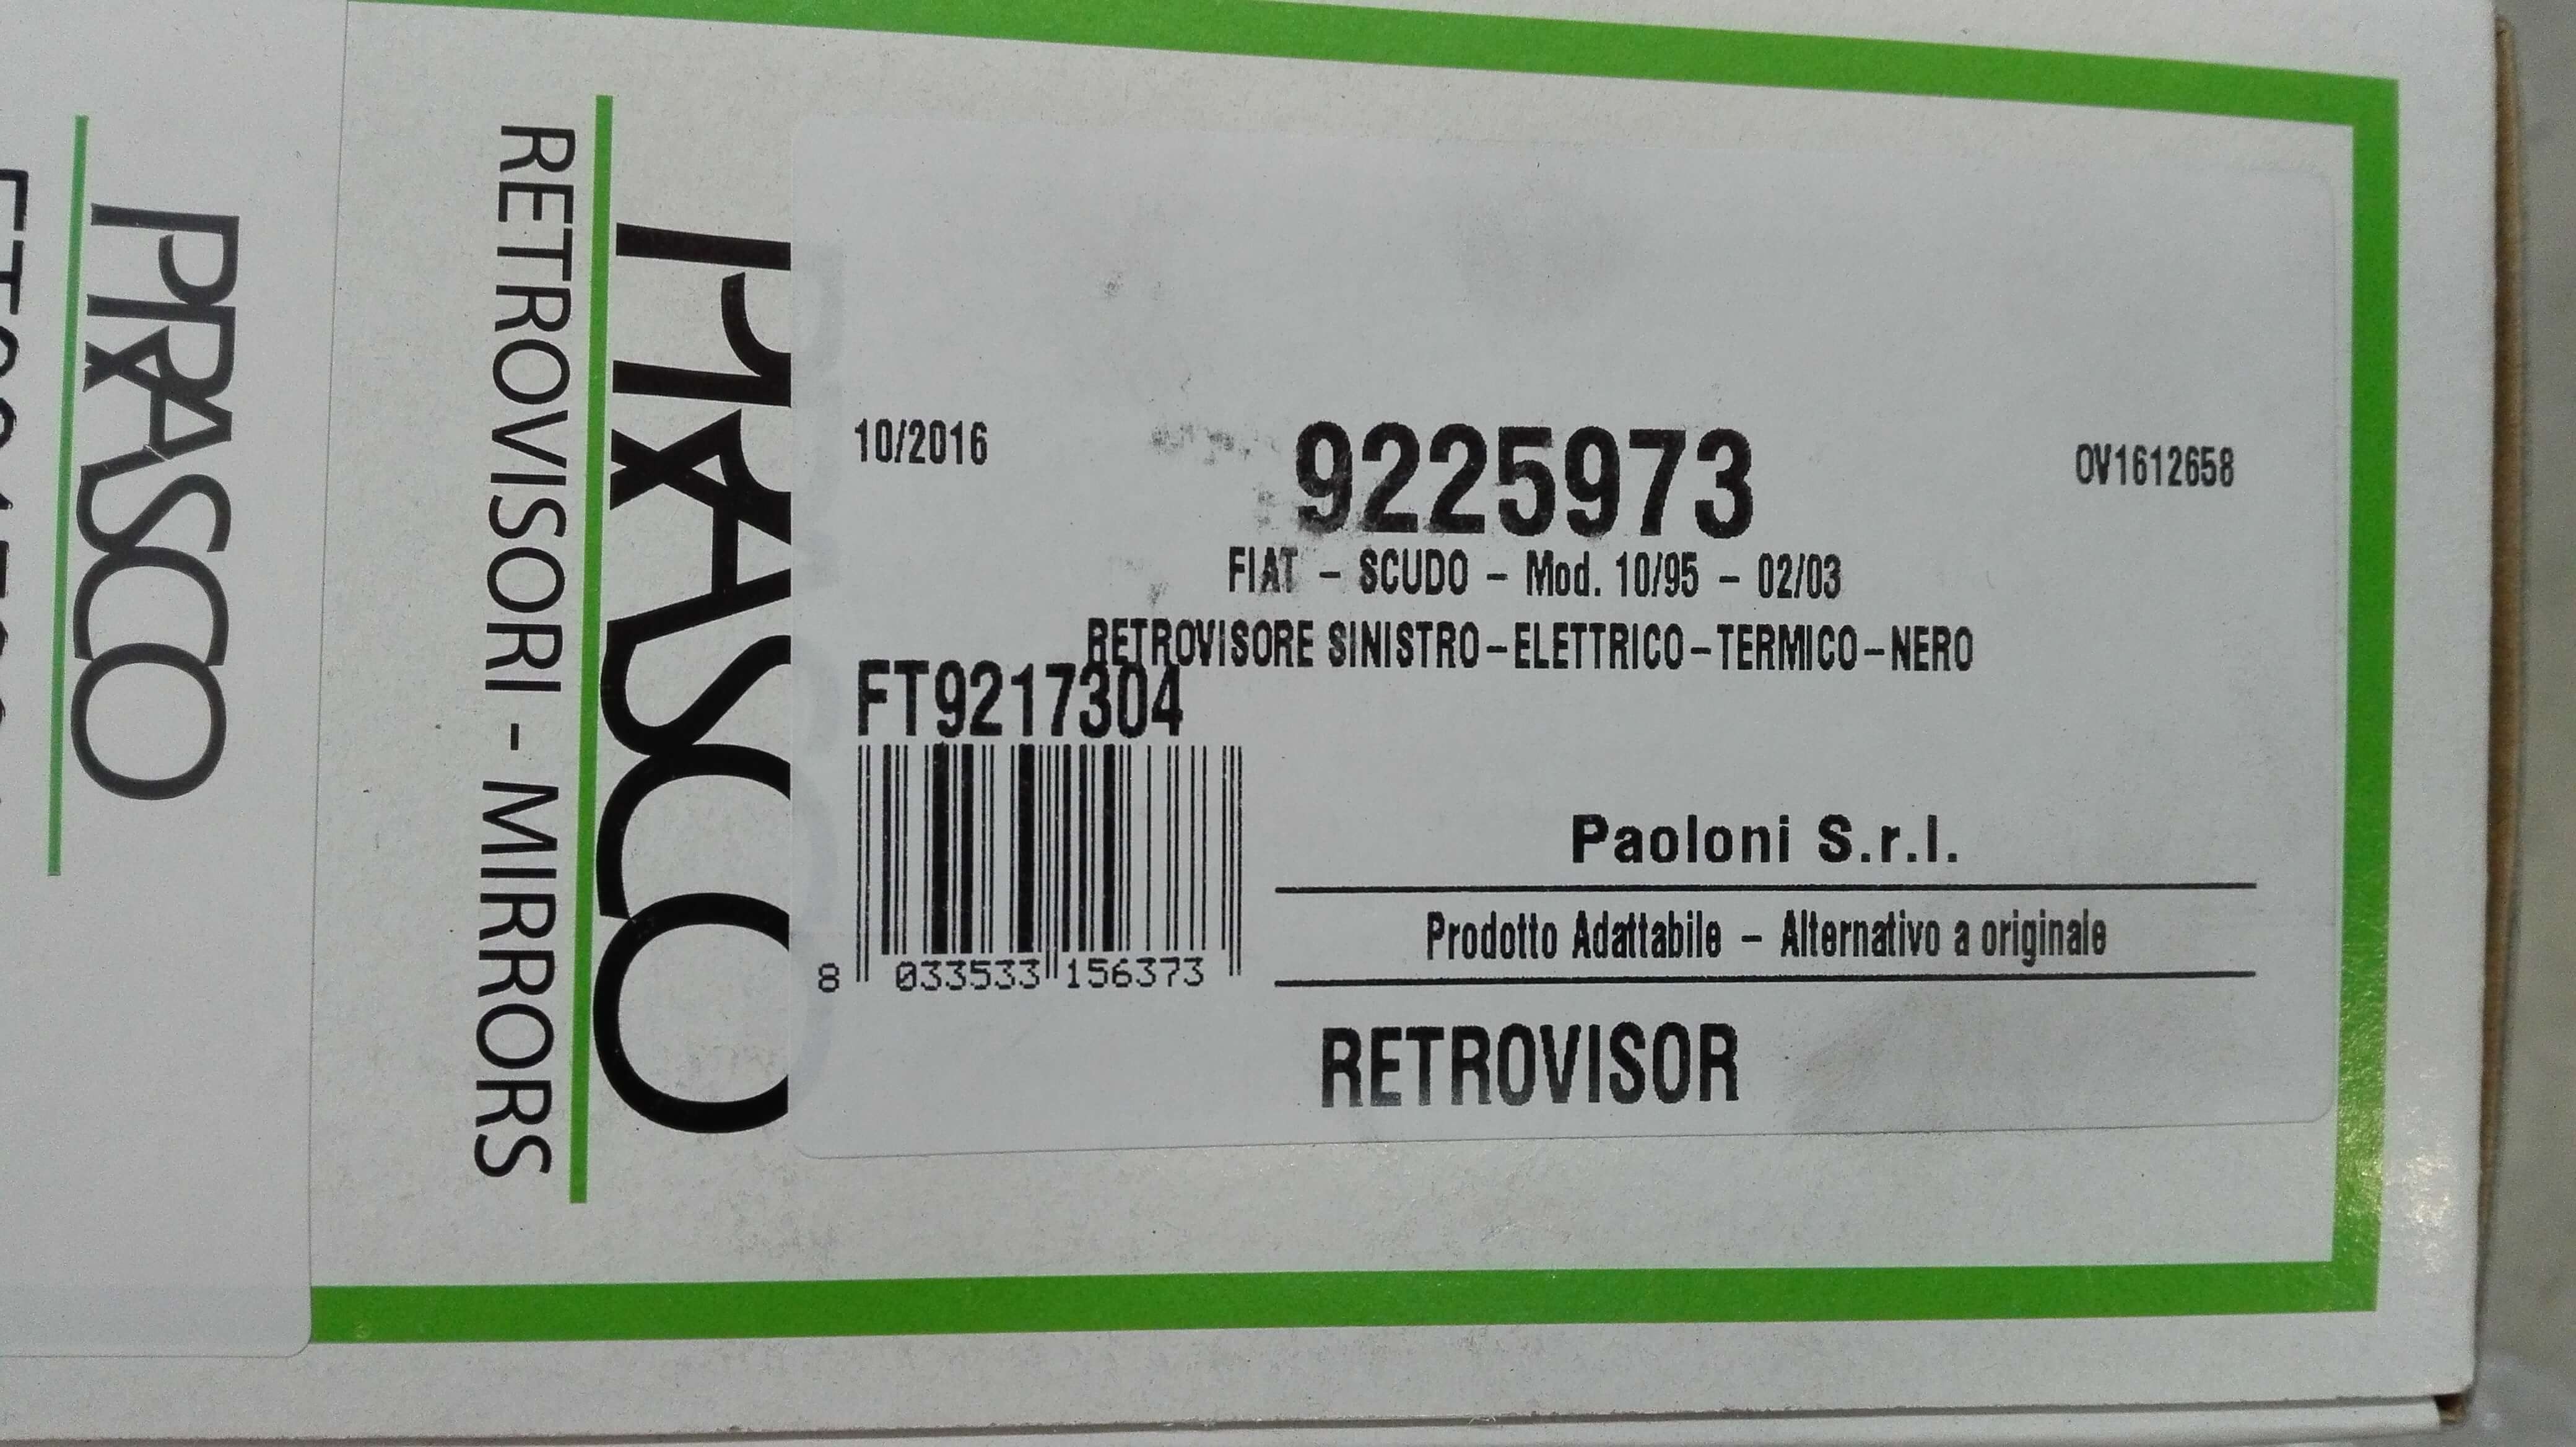 PRASCO
RETROVISORI - MIRRORS
PRASCO
10/2016
9225973
OV1612658
FIAT - SCUDO - Mod. 10/95 - 02/03
RETROVISORE SINISTRO-ELETTRICO-TERMICO-NERO
FT9217304
8 033533 156373
Paoloni S.r.l.
Prodotto Adattabile - Alternativo a originale
RETROVISOR